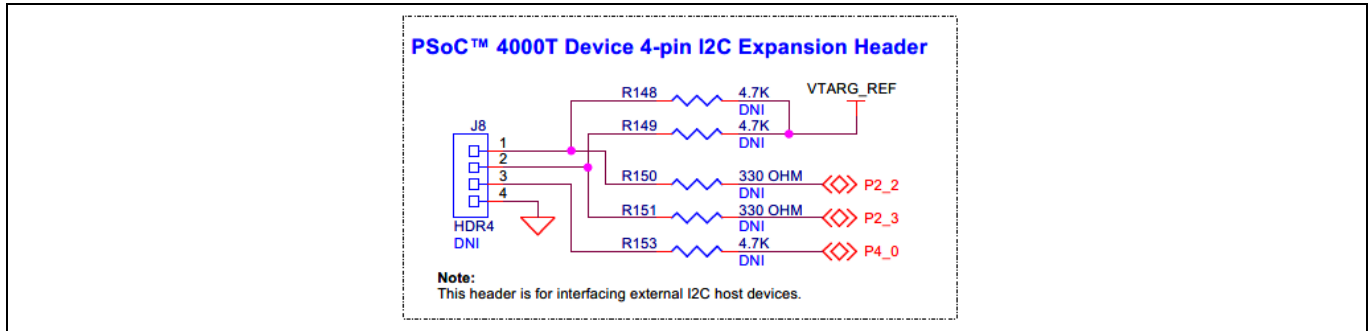 PSoC™ 4000T Device 4-pin I2C Expansion Header
R148 4.7K VTARG_REF
DNI
J8 R149 4.7K
1 DNI
2
3 R150 330 OHM P2_2
4 DNI
R151 330 OHM P2_3
HDR4 DNI
DNI R153 4.7K P4_0
DNI
Note:
This header is for interfacing external I2C host devices.